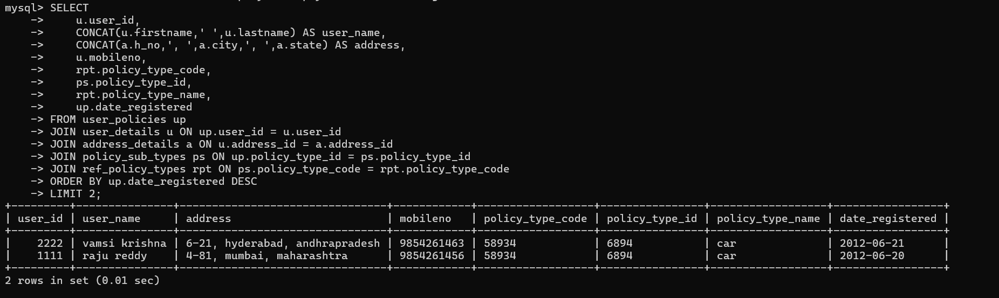 mysql> SELECT
    ->     u.user_id,
    ->     CONCAT(u.firstname,' ',u.lastname) AS user_name,
    ->     CONCAT(a.h_no,', ',a.city,', ',a.state) AS address,
    ->     u.mobileno,
    ->     rpt.policy_type_code,
    ->     ps.policy_type_id,
    ->     rpt.policy_type_name,
    ->     up.date_registered
    -> FROM user_policies up
    -> JOIN user_details u ON up.user_id = u.user_id
    -> JOIN address_details a ON u.address_id = a.address_id
    -> JOIN policy_sub_types ps ON up.policy_type_id = ps.policy_type_id
    -> JOIN ref_policy_types rpt ON ps.policy_type_code = rpt.policy_type_code
    -> ORDER BY up.date_registered DESC
    -> LIMIT 2;
+---------+---------------+--------------------------------+------------+------------------+----------------+------------------+-----------------+
| user_id | user_name     | address                        | mobileno   | policy_type_code | policy_type_id | policy_type_name | date_registered |
+---------+---------------+--------------------------------+------------+------------------+----------------+------------------+-----------------+
|    2222 | vamsi krishna | 6-21, hyderabad, andhrapradesh | 9854261463 | 58934            | 6894           | car              | 2012-06-21      |
|    1111 | raju reddy    | 4-81, mumbai, maharashtra      | 9854261456 | 58934            | 6894           | car              | 2012-06-20      |
+---------+---------------+--------------------------------+------------+------------------+----------------+------------------+-----------------+
2 rows in set (0.01 sec)